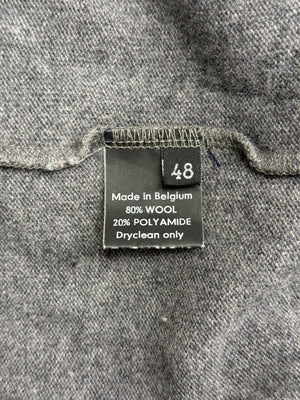 48
Made in Belgium
80% WOOL
20% POLYAMIDE
Dryclean only